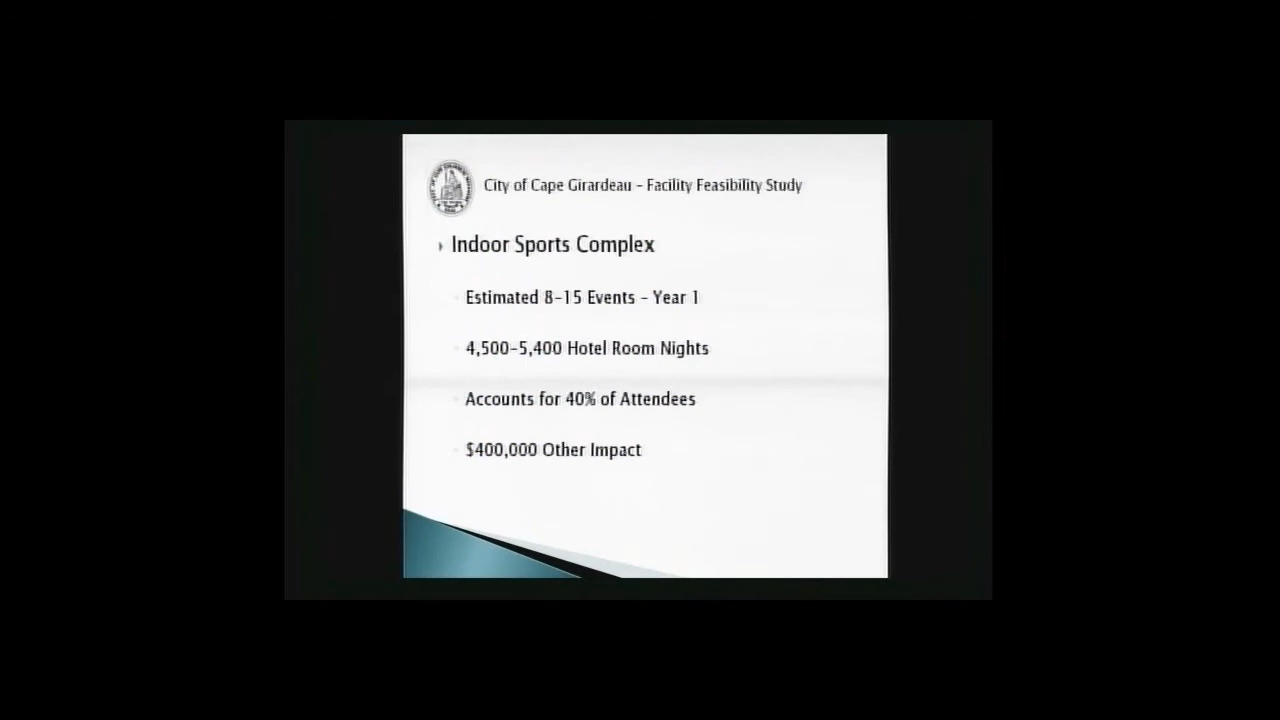 City of Cape Girardeau – Facility Feasibility Study
Indoor Sports Complex
Estimated 8–15 Events – Year 1
4,500–5,400 Hotel Room Nights
Accounts for 40% of Attendees
$400,000 Other Impact